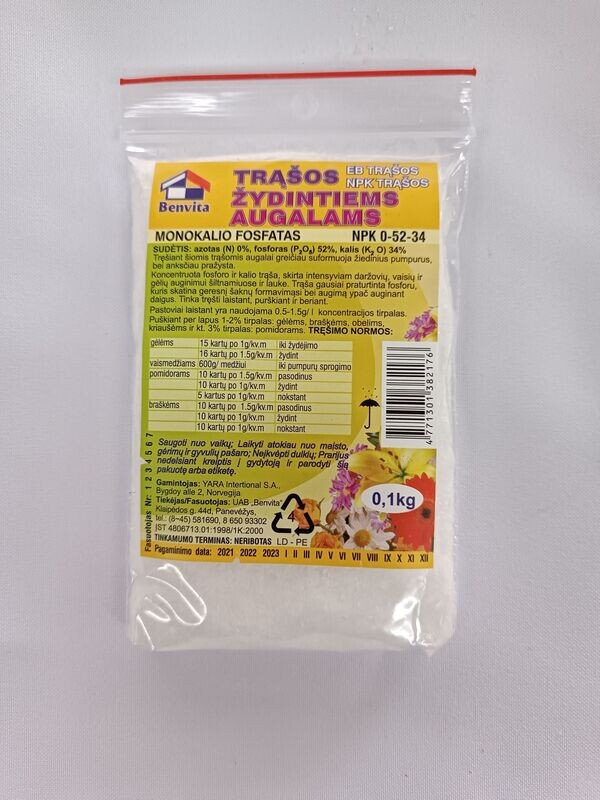 Benvita
TRĄŠOS
EB TRĄŠOS
NPK TRĄŠOS
ŽYDINTIEMS
AUGALAMS
MONOKALIO FOSFATAS NPK 0-52-34
SUDĖTIS: azotas (N) 0%, fosforas (P₂O₅) 52%, kalis (K₂ O) 34%
Tręšiant šiomis trąšomis augalai greičiau suformuoja žiedinius pumpurus,
bei anksčiau pražysta.
Koncentruota fosforo ir kalio trąša, skirta intensyviam daržovių, vaisių ir
gėlių auginimui šiltnamiuose ir lauke. Trąša gausiai praturtinta fosforu,
kuris skatina geresnį šaknų formavimąsi bei augimą ypač auginant
daigus. Tinka tręšti laistant, purškiant ir beriant.
Pastoviai laistant yra naudojama 0.5-1.5g/ l koncentracijos tirpalas.
Puškiant per lapus 1-2% tirpalas: gėlėms, braškėms, obelims,
kriaušėms ir kt. 3% tirpalas: pomidorams. TRĘŠIMO NORMOS:
gėlėms 15 kartų po 1g/kv.m iki žydėjimo
16 kartų po 1.5g/kv.m žydint
vaismedžiams 600g/ medžiui iki pumpurų sprogimo
pomidorams 10 kartų po 1.5g/kv.m pasodinus
10 kartų po 1g/kv.m žydint
5 kartus po 1g/kv.m nokstant
braškėms 10 kartų po 1.5g/kv.m pasodinus
10 kartų po 1g/kv.m žydint
10 kartų po 1g/kv.m nokstant
4 771301 382176
Saugoti nuo vaikų; Laikyti atokiau nuo maisto,
gėrimų ir gyvulių pašaro; Neįkvėpti dulkių; Prarijus
nedelsiant kreiptis į gydytoją ir parodyti šią
pakuotę arba etiketę.
Gamintojas: YARA Intertional S.A.,
Bygdoy alle 2, Norvegija
Tiekėjas/Fasuotojas: UAB „Benvita“
Klaipėdos g. 44d, Panevėžys,
tel.: (8~45) 581690, 8 650 93302
ĮST 4806713.01:1998/1K:2000
TINKAMUMO TERMINAS: NERIBOTAS
4
LD - PE
0,1kg
Pagaminimo data: 2021 2022 2023 I II III IV V VI VII VIII IX X XI XII
Fasuotojas Nr: 1 2 3 4 5 6 7